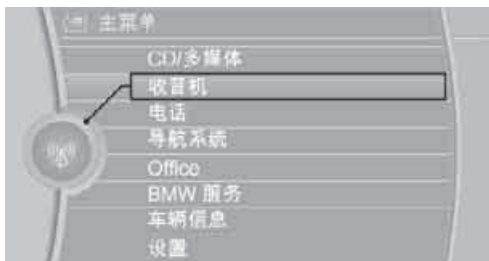 主菜单
CD/多媒体
收音机
电话
导航系统
Office
BMW 服务
车辆信息
设置